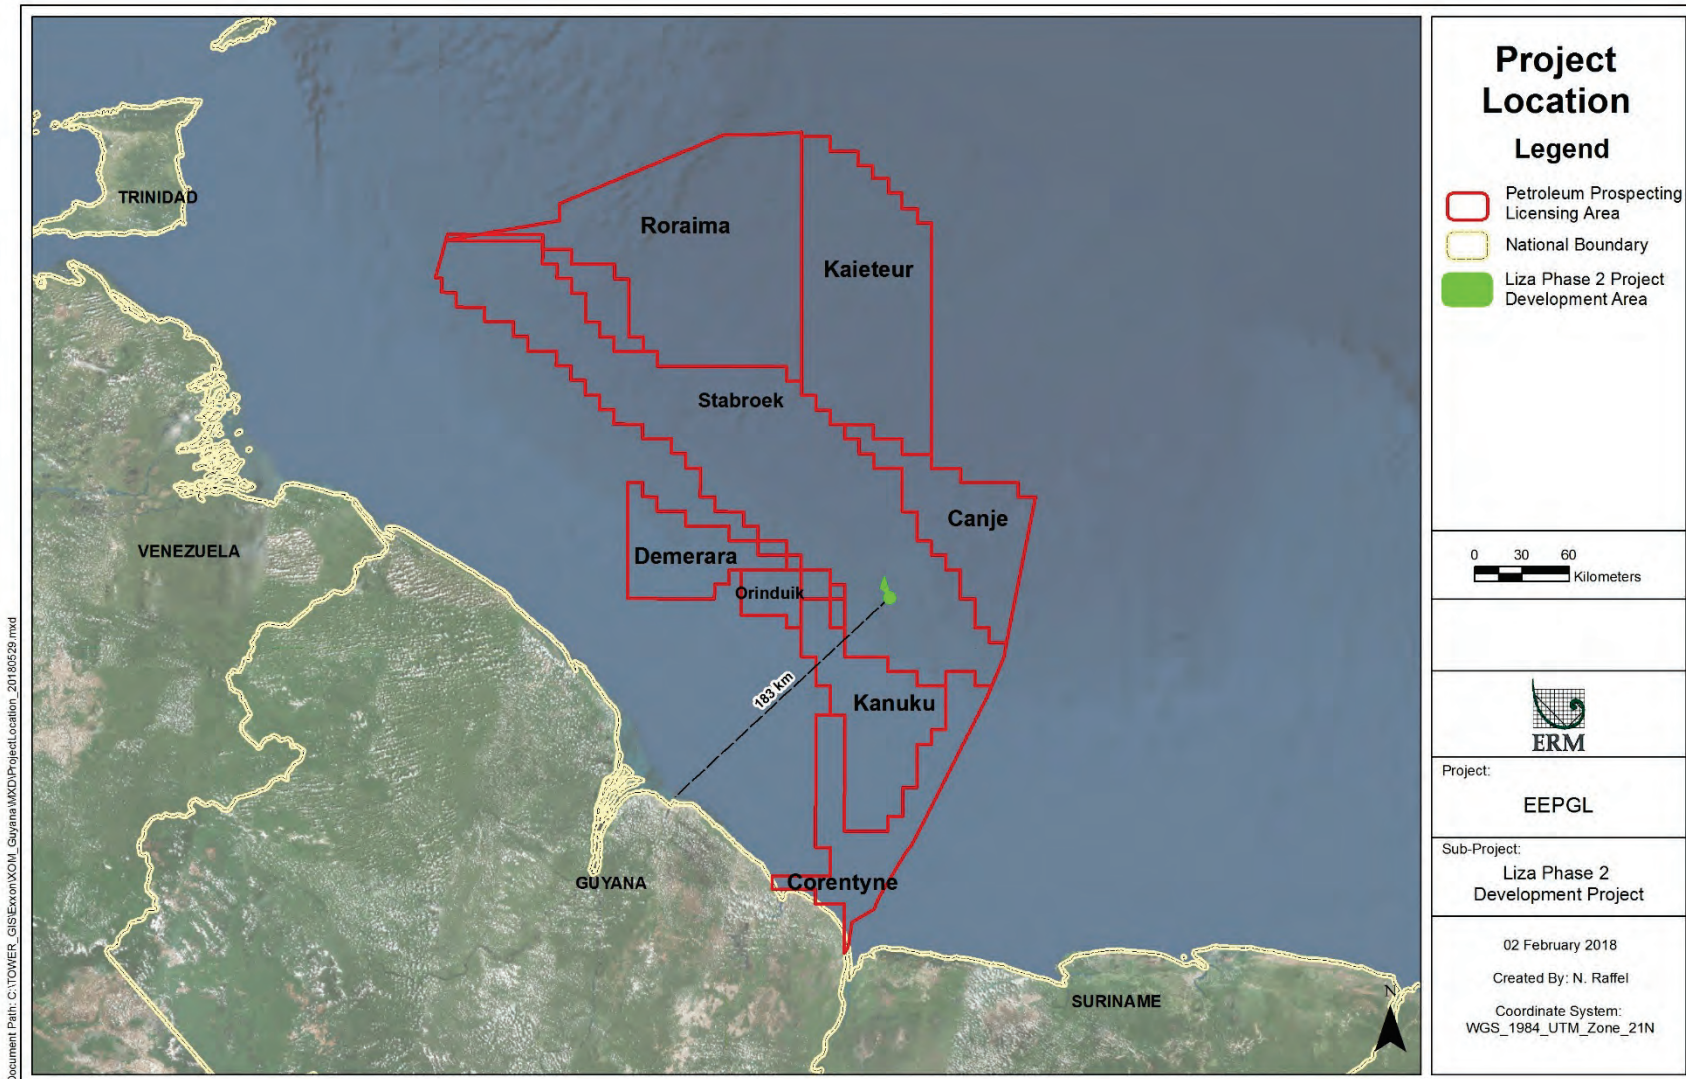 Document Path: C:\TOWER_GIS\Exxon\XOM_Guyana\MXD\ProjectLocation_20180529.mxd
TRINIDAD
VENEZUELA
GUYANA
SURINAME
Roraima
Kaieteur
Stabroek
Canje
Demerara
Orinduik
Kanuku
Corentyne
183 km
N
Project
Location
Legend
Petroleum Prospecting
Licensing Area
National Boundary
Liza Phase 2 Project
Development Area
0 30 60
Kilometers
ERM
Project:
EEPGL
Sub-Project:
Liza Phase 2
Development Project
02 February 2018
Created By: N. Raffel
Coordinate System:
WGS_1984_UTM_Zone_21N